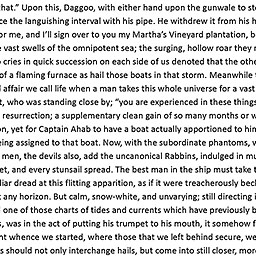 hat." Upon this, Daggoo, with either hand upon the gunwale to ste
ce the languishing interval with his pipe. He withdrew it from his h
or me, and I'll sign over to you my Martha's Vineyard plantation, b
e vast swells of the omnipotent sea; the surging, hollow roar they r
cries in quick succession on each side of us denoted that the othe
of a flaming furnace as hail those boats in that storm. Meanwhile t
l affair we call life when a man takes this whole universe for a vast
t, who was standing close by; "you are experienced in these things
resurrection; a supplementary clean gain of so many months or w
on, yet for Captain Ahab to have a boat actually apportioned to him
eing assigned to that boat. Now, with the subordinate phantoms, w
men, the devils also, add the uncanonical Rabbins, indulged in mu
et, and every stunsail spread. The best man in the ship must take t
liar dread at this flitting apparition, as if it were treacherously beck
t any horizon. But calm, snow-white, and unvarying; still directing i
one of those charts of tides and currents which have previously b
s, was in the act of putting his trumpet to his mouth, it somehow f
nt whence we started, where those that we left behind secure, we
s should not only interchange hails, but come into still closer, more